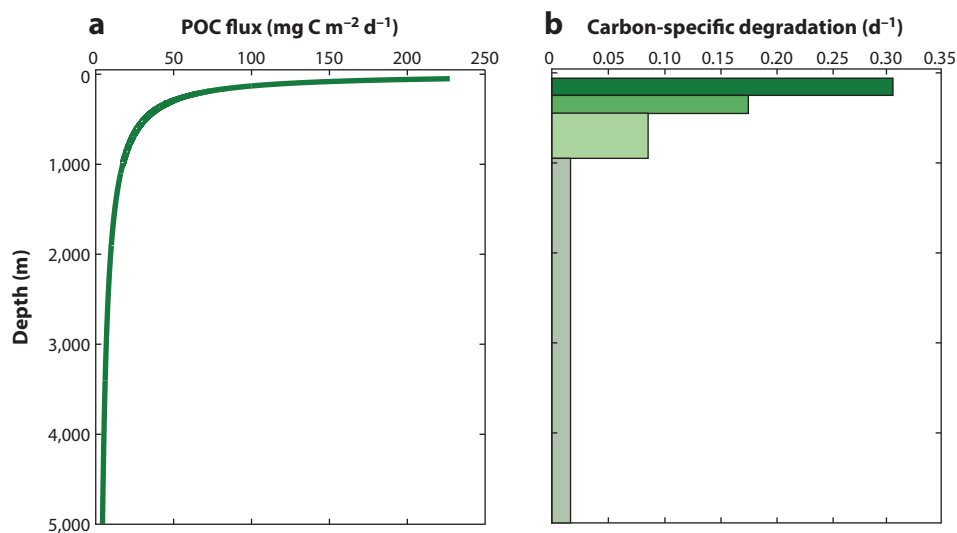 a POC flux (mg C m⁻² d⁻¹)
0 50 100 150 200 250
0
1,000
2,000
3,000
4,000
5,000
Depth (m)
b Carbon-specific degradation (d⁻¹)
0 0.05 0.10 0.15 0.20 0.25 0.30 0.35